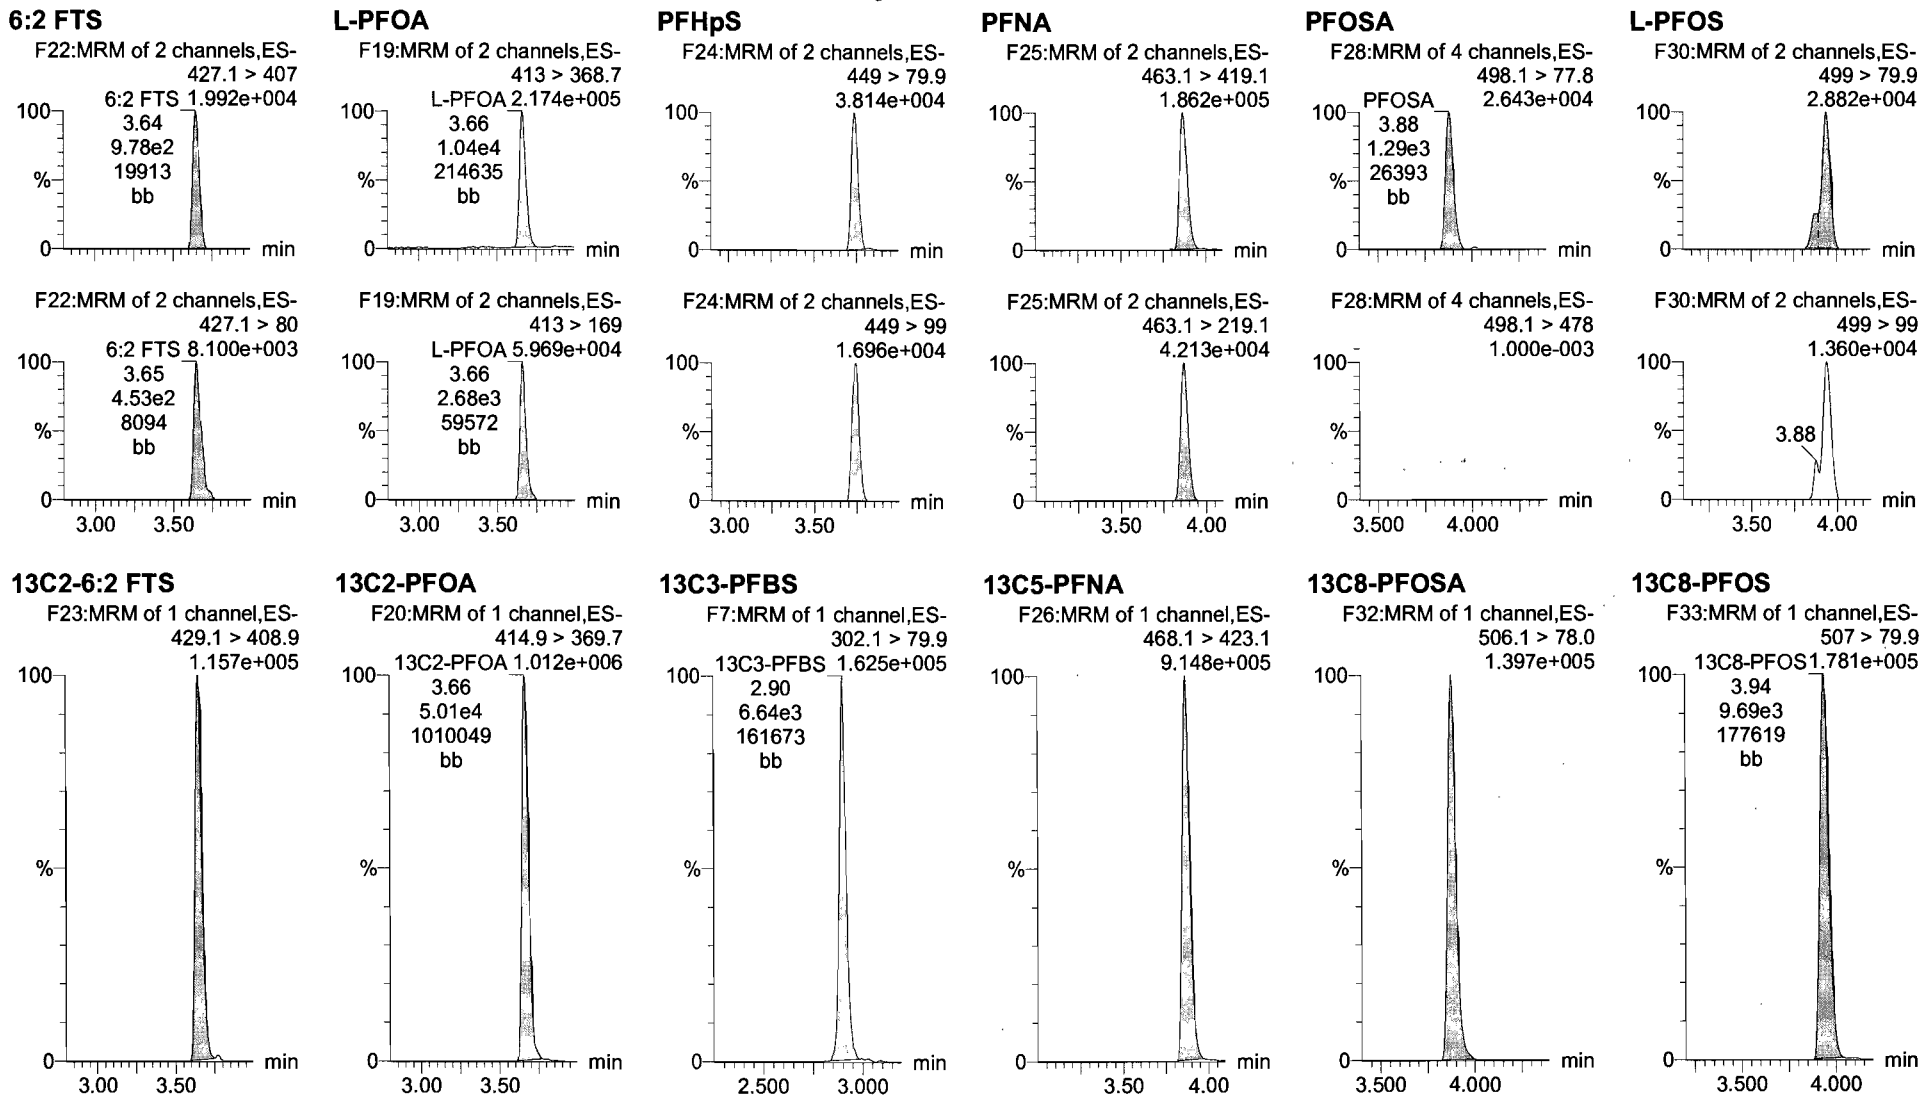 6:2 FTS
F22:MRM of 2 channels,ES-
427.1 > 407
6:2 FTS 1.992e+004
100
3.64
9.78e2
19913
bb
%
0
min
L-PFOA
F19:MRM of 2 channels,ES-
413 > 368.7
L-PFOA 2.174e+005
100
3.66
1.04e4
214635
bb
%
0
min
PFHpS
F24:MRM of 2 channels,ES-
449 > 79.9
3.814e+004
100
%
0
min
PFNA
F25:MRM of 2 channels,ES-
463.1 > 419.1
1.862e+005
100
%
0
min
PFOSA
F28:MRM of 4 channels,ES-
498.1 > 77.8
2.643e+004
PFOSA
100
3.88
1.29e3
26393
bb
%
0
min
L-PFOS
F30:MRM of 2 channels,ES-
499 > 79.9
2.882e+004
100
%
0
min
F22:MRM of 2 channels,ES-
427.1 > 80
6:2 FTS 8.100e+003
100
3.65
4.53e2
8094
bb
%
0
min
3.00 3.50
F19:MRM of 2 channels,ES-
413 > 169
L-PFOA 5.969e+004
100
3.66
2.68e3
59572
bb
%
0
min
3.00 3.50
F24:MRM of 2 channels,ES-
449 > 99
1.696e+004
100
%
0
min
3.00 3.50
F25:MRM of 2 channels,ES-
463.1 > 219.1
4.213e+004
100
%
0
min
3.50 4.00
F28:MRM of 4 channels,ES-
498.1 > 478
1.000e-003
100
%
0
min
3.500 4.000
F30:MRM of 2 channels,ES-
499 > 99
1.360e+004
100
3.88
%
0
min
3.50 4.00
13C2-6:2 FTS
F23:MRM of 1 channel,ES-
429.1 > 408.9
1.157e+005
100
%
0
min
3.00 3.50
13C2-PFOA
F20:MRM of 1 channel,ES-
414.9 > 369.7
13C2-PFOA 1.012e+006
100
3.66
5.01e4
1010049
bb
%
0
min
3.00 3.50
13C3-PFBS
F7:MRM of 1 channel,ES-
302.1 > 79.9
13C3-PFBS 1.625e+005
100
2.90
6.64e3
161673
bb
%
0
min
2.500 3.000
13C5-PFNA
F26:MRM of 1 channel,ES-
468.1 > 423.1
9.148e+005
100
%
0
min
3.50 4.00
13C8-PFOSA
F32:MRM of 1 channel,ES-
506.1 > 78.0
1.397e+005
100
%
0
min
3.500 4.000
13C8-PFOS
F33:MRM of 1 channel,ES-
507 > 79.9
13C8-PFOS 1.781e+005
100
3.94
9.69e3
177619
bb
%
0
min
3.500 4.000